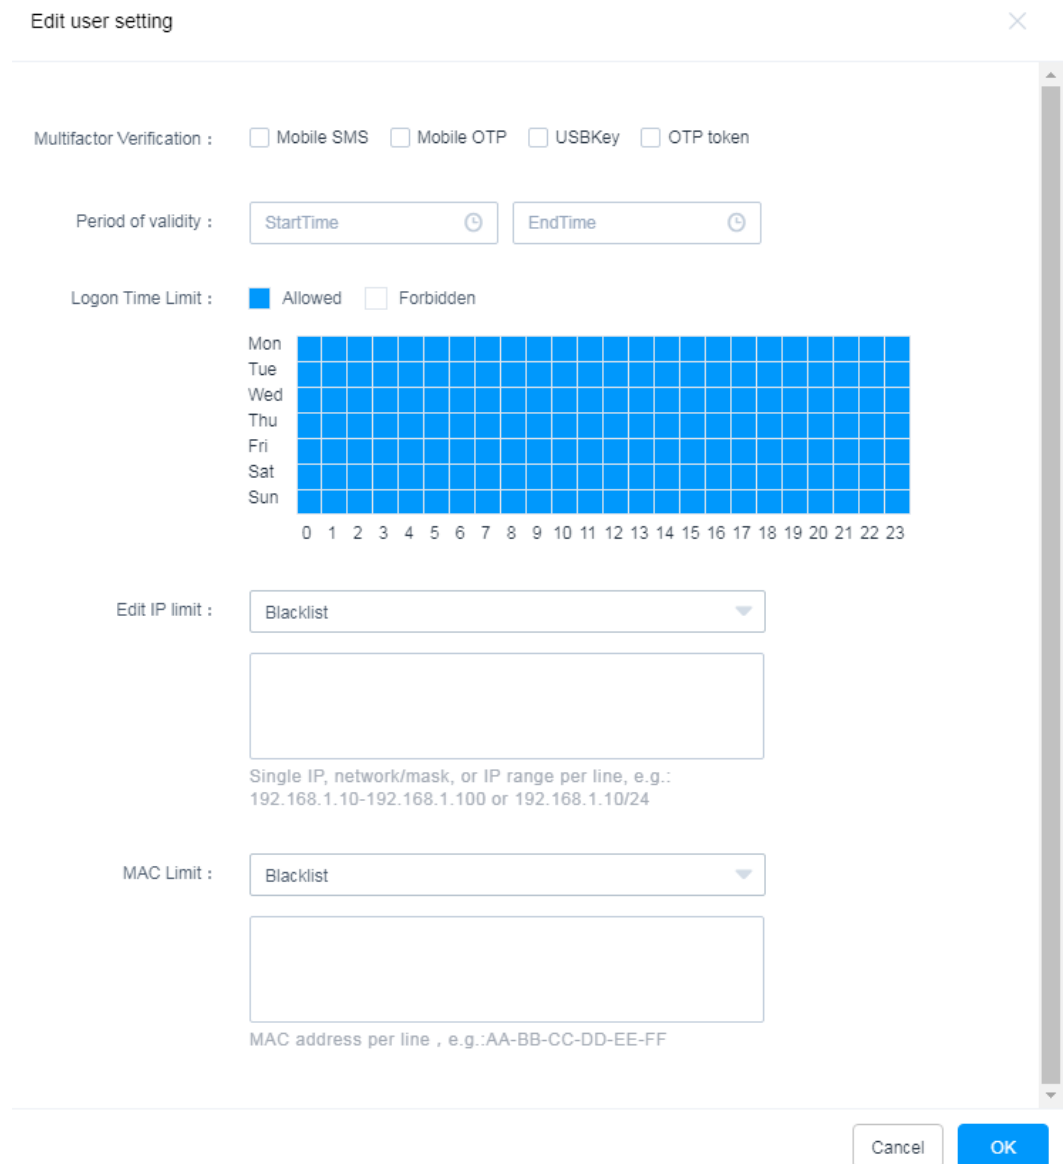 Edit user setting
Multifactor Verification : Mobile SMS Mobile OTP USBKey OTP token
Period of validity : StartTime EndTime
Logon Time Limit : Allowed Forbidden
Mon
Tue
Wed
Thu
Fri
Sat
Sun
0 1 2 3 4 5 6 7 8 9 10 11 12 13 14 15 16 17 18 19 20 21 22 23
Edit IP limit : Blacklist
Single IP, network/mask, or IP range per line, e.g.:
192.168.1.10-192.168.1.100 or 192.168.1.10/24
MAC Limit : Blacklist
MAC address per line , e.g.:AA-BB-CC-DD-EE-FF
Cancel OK